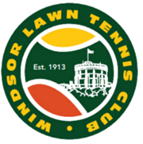 WINDSOR LAWN TENNIS CLUB
Est. 1913